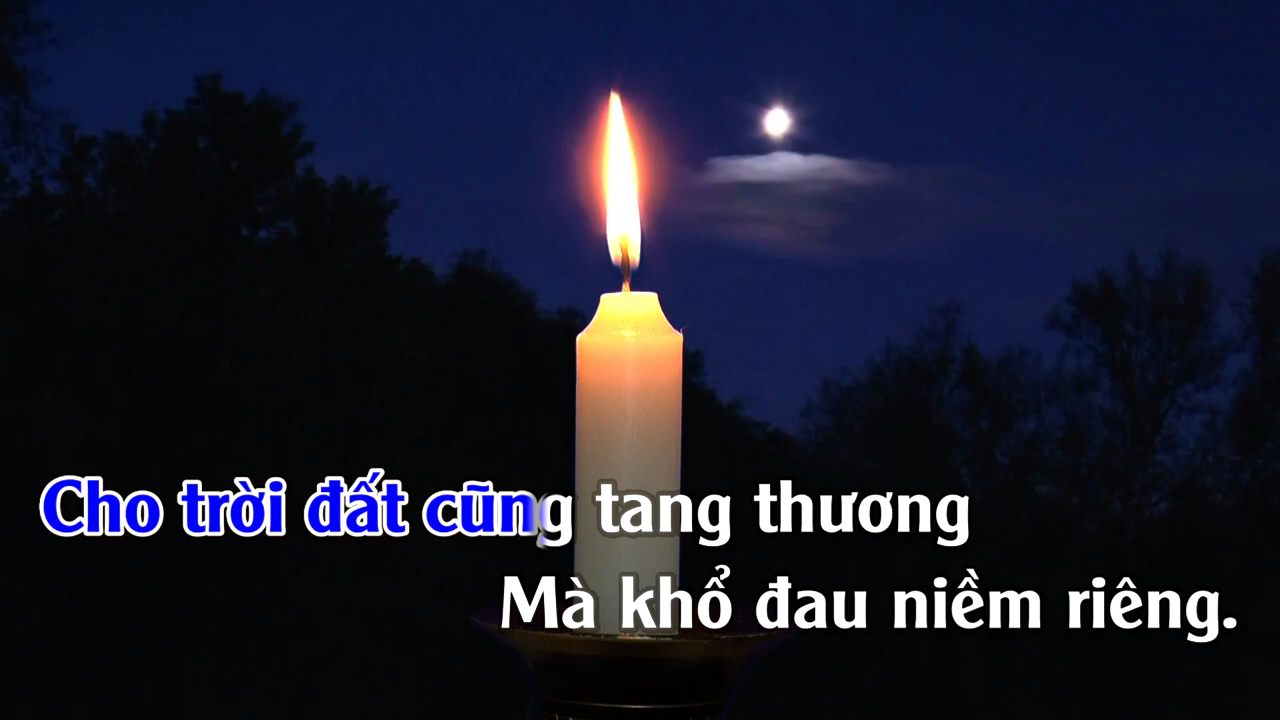 Cho trời đất cũng tang thương
Mà khổ đau niềm riêng.